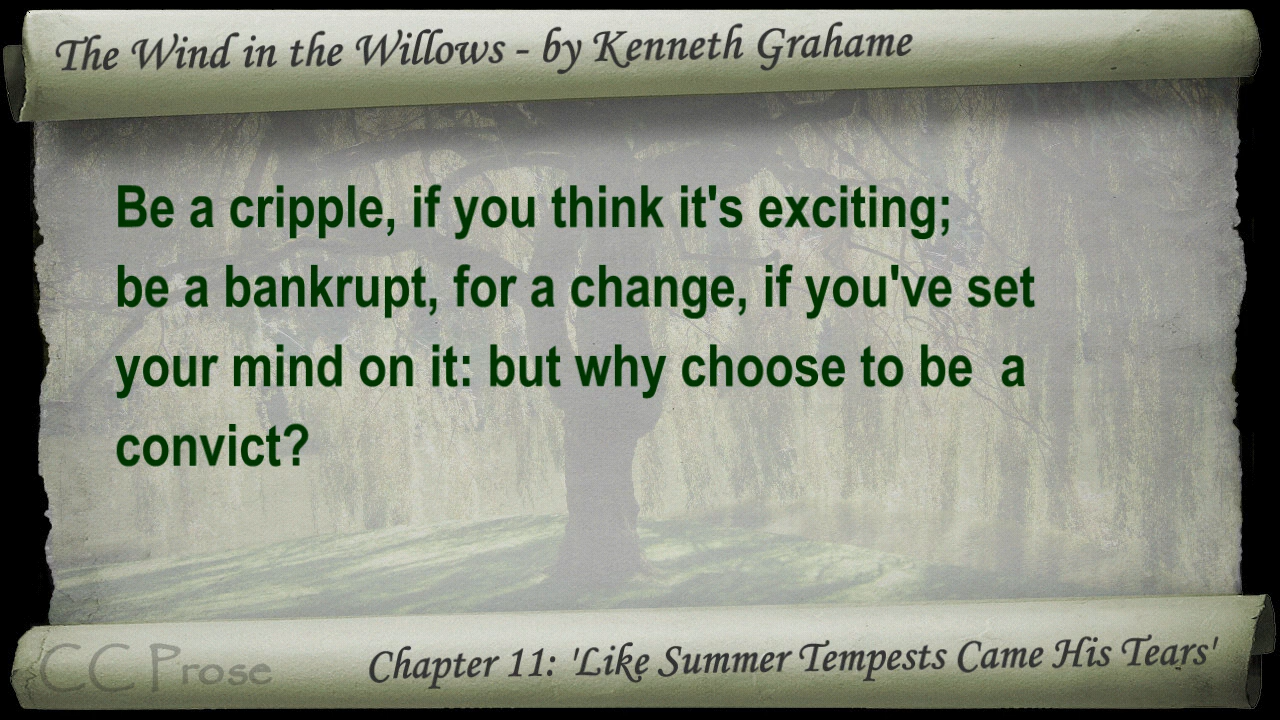 The Wind in the Willows - by Kenneth Grahame
Be a cripple, if you think it's exciting;
be a bankrupt, for a change, if you've set
your mind on it: but why choose to be  a
convict?
CC Prose
Chapter 11: 'Like Summer Tempests Came His Tears'